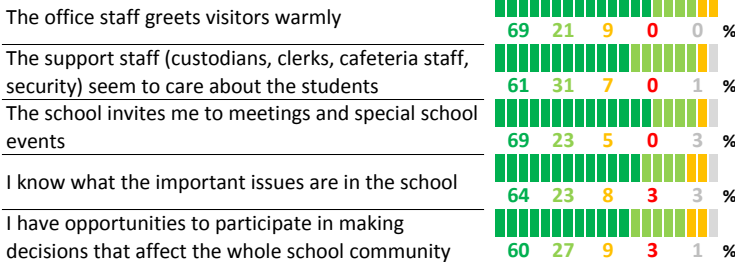 The office staff greets visitors warmly
69 21 9 0 0 %
The support staff (custodians, clerks, cafeteria staff,
security) seem to care about the students
61 31 7 0 1 %
The school invites me to meetings and special school
events
69 23 5 0 3 %
I know what the important issues are in the school
64 23 8 3 3 %
I have opportunities to participate in making
decisions that affect the whole school community
60 27 9 3 1 %